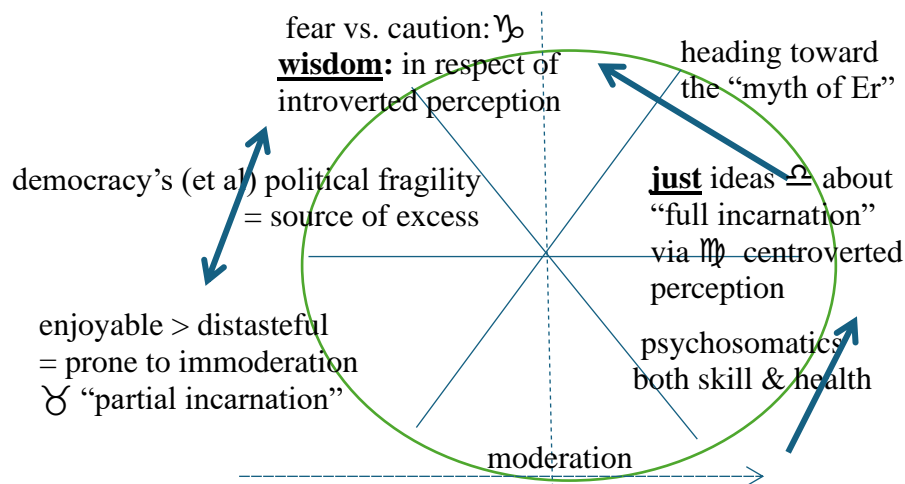 fear vs. caution: ♑
wisdom: in respect of
introverted perception
heading toward
the “myth of Er”
democracy’s (et al) political fragility
= source of excess
just ideas ♎ about
“full incarnation”
via ♍ centroverted
perception
enjoyable > distasteful
= prone to immoderation
♉ “partial incarnation”
psychosomatics
both skill & health
moderation